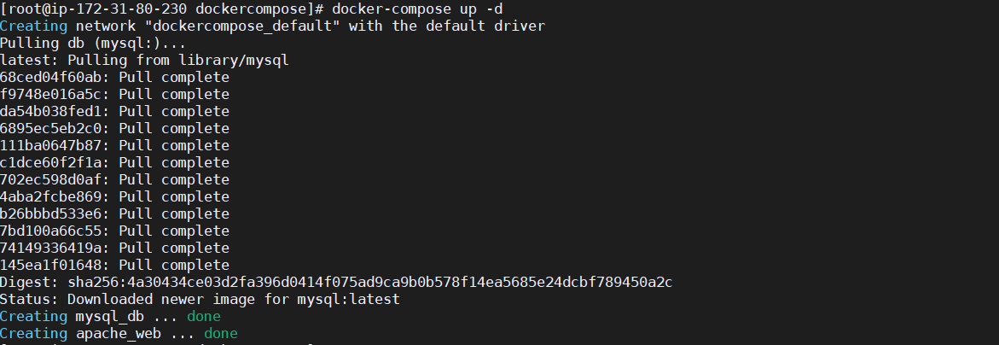 [root@ip-172-31-80-230 dockercompose]# docker-compose up -d
Creating network "dockercompose_default" with the default driver
Pulling db (mysql:)...
latest: Pulling from library/mysql
68ced04f60ab: Pull complete
f9748e016a5c: Pull complete
da54b038fed1: Pull complete
6895ec5eb2c0: Pull complete
111ba0647b87: Pull complete
c1dce60f2f1a: Pull complete
702ec598d0af: Pull complete
4aba2fcbe869: Pull complete
b26bbbd533e6: Pull complete
7bd100a66c55: Pull complete
74149336419a: Pull complete
145ea1f01648: Pull complete
Digest: sha256:4a30434ce03d2fa396d0414f075ad9ca9b0b578f14ea5685e24dcbf789450a2c
Status: Downloaded newer image for mysql:latest
Creating mysql_db ... done
Creating apache_web ... done